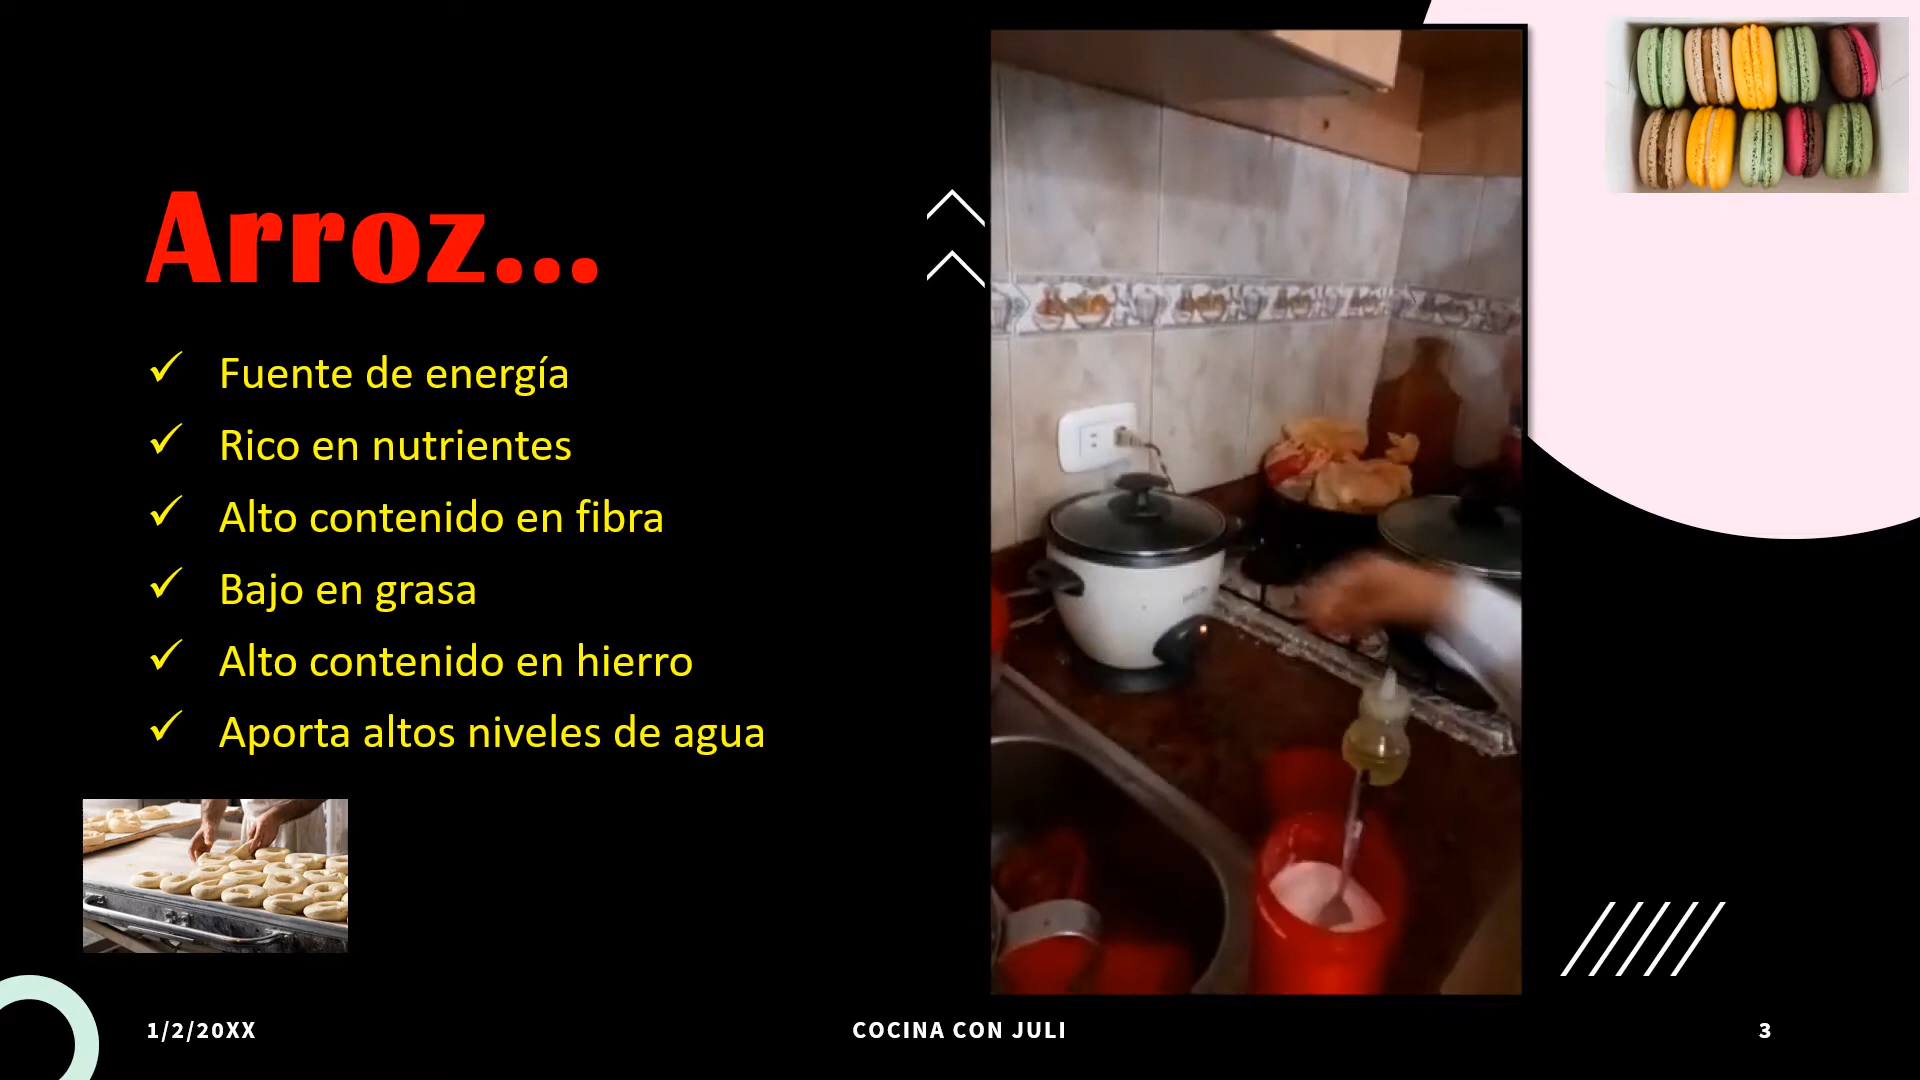 Arroz...
✓ Fuente de energía
✓ Rico en nutrientes
✓ Alto contenido en fibra
✓ Bajo en grasa
✓ Alto contenido en hierro
✓ Aporta altos niveles de agua
1/2/20XX
COCINA CON JULI
3